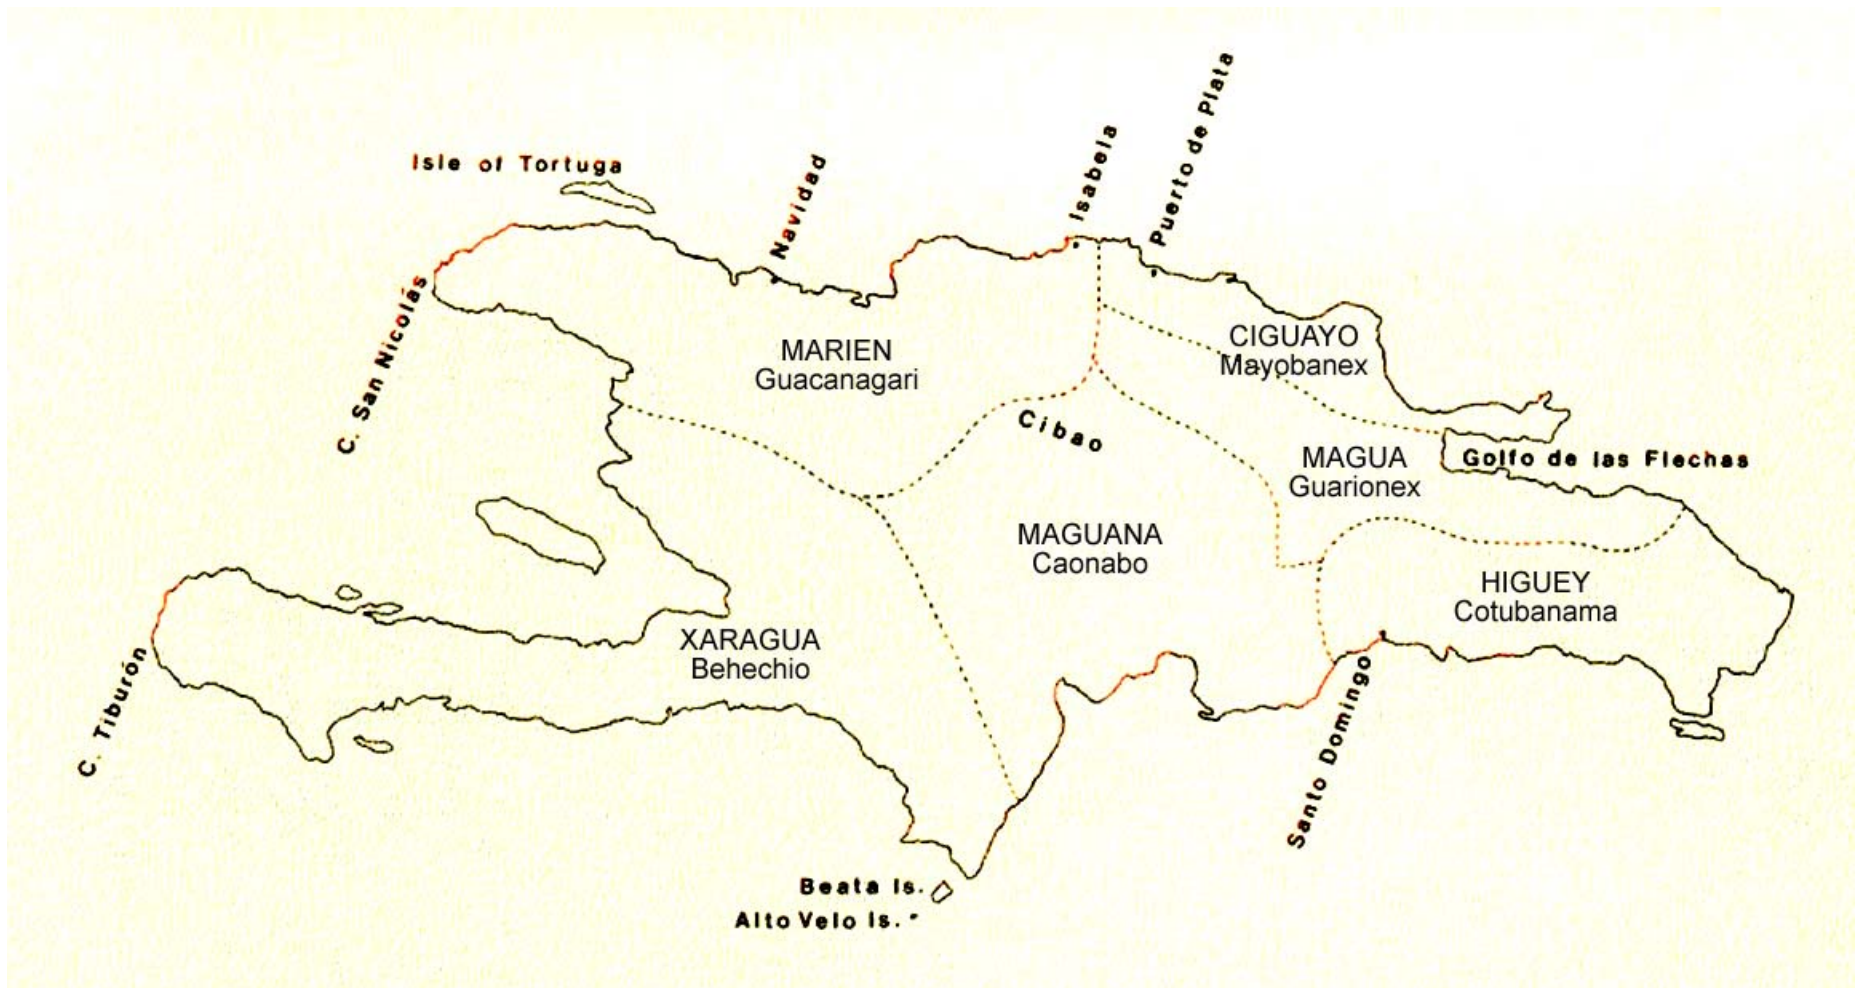 Puerto de Plata
Isabela
Isle of Tortuga
Navidad
C. San Nicolás
MARIEN
Guacanagari
CIGUAYO
Mayobanex
Cibao
MAGUA
Guarionex
Golfo de las Flechas
MAGUANA
Caonabo
HIGUEY
Cotubanama
XARAGUA
Behechio
C. Tiburón
Santo Domingo
Beata Is.
Alto Velo Is.